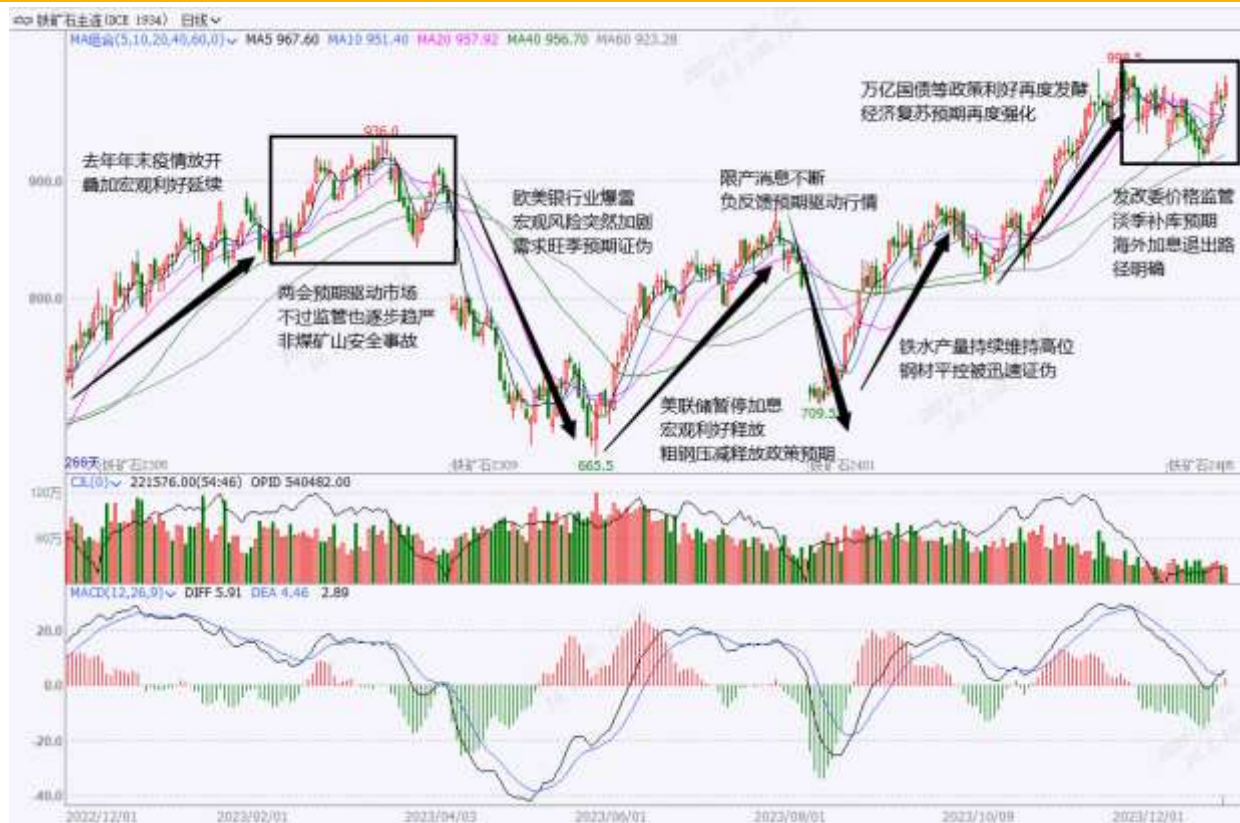 铁矿石主连(DCE 1934) 日线
MA组合(5,10,20,40,60,0) MA5 967.60 MA10 951.40 MA20 957.92 MA40 956.70 MA60 923.28
998.5
万亿国债等政策利好再度发酵
经济复苏预期再度强化
936.0
去年年末疫情放开
叠加宏观利好延续
900.0
欧美银行业爆雷
宏观风险突然加剧
需求旺季预期证伪
限产消息不断
负反馈预期驱动行情
发改委价格监管
淡季补库预期
海外加息退出路
径明确
800.0
两会预期驱动市场
不过监管也逐步趋严
非煤矿山安全事故
铁水产量持续维持高位
钢材平控被迅速证伪
709.5
美联储暂停加息
宏观利好释放
粗钢压减释放政策预期
665.5
266天
铁矿石2309
铁矿石2401
CJL(0) 221576.00(54:46) OPID 540482.00
120万
60万
MACD(12,26,9) DIFF 5.91 DEA 4.46 2.89
20.0
0.0
-20.0
-40.0
2022/12/01 2023/02/01 2023/04/03 2023/06/01 2023/08/01 2023/10/09 2023/12/01